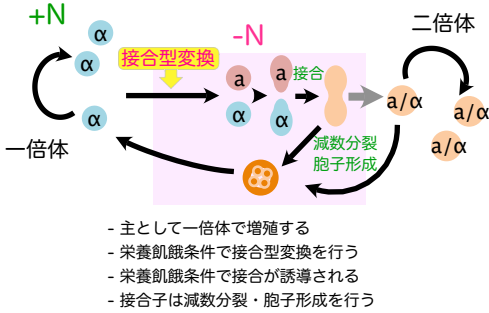 +N
-N
二倍体
α
α
接合型変換
a
a
接合
α
α
α
a/α
a/α
a/α
一倍体
減数分裂
胞子形成
- 主として一倍体で増殖する
- 栄養飢餓条件で接合型変換を行う
- 栄養飢餓条件で接合が誘導される
- 接合子は減数分裂・胞子形成を行う